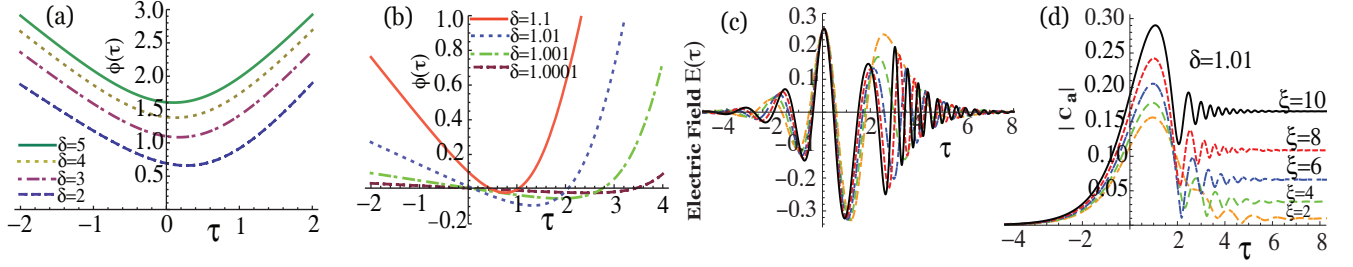 (a)
ϕ(τ)
3.0
2.5
2.0
1.5
1.0
0.5
δ=5
δ=4
δ=3
δ=2
−2 −1 0 1 2
τ
(b)
ϕ(τ)
1.0
0.8
0.6
0.4
0.2
−0.2
δ=1.1
δ=1.01
δ=1.001
δ=1.0001
−2 −1 0 1 2 3 4
τ
(c)
Electric Field E(τ)
0.3
0.2
0.1
−0.1
−0.2
−0.3
−2 2 4 6 8
τ
(d)
| C a|
0.30
0.25
0.20
0.15
0.10
0.05
δ=1.01
ξ=10
ξ=8
ξ=6
ξ=4
ξ=2
−4 −2 0 2 4 6 8
τ